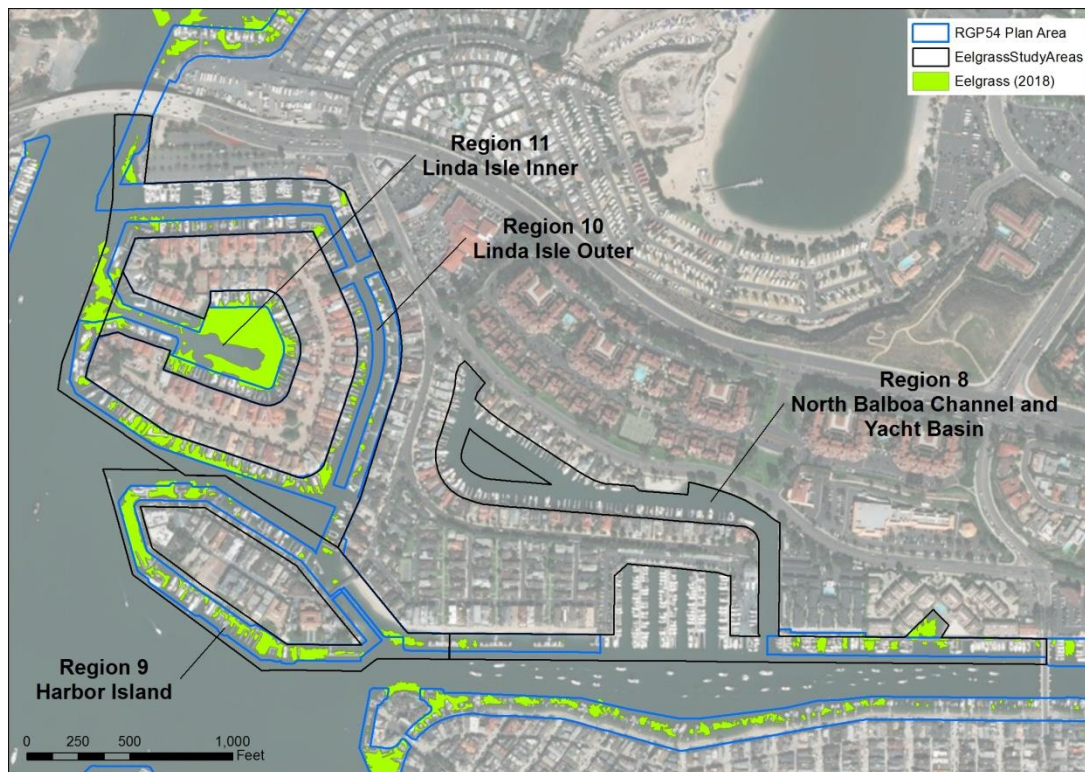 RGP54 Plan Area
EelgrassStudyAreas
Eelgrass (2018)
Region 11
Linda Isle Inner
Region 10
Linda Isle Outer
Region 8
North Balboa Channel and
Yacht Basin
Region 9
Harbor Island
0 250 500 1,000
Feet